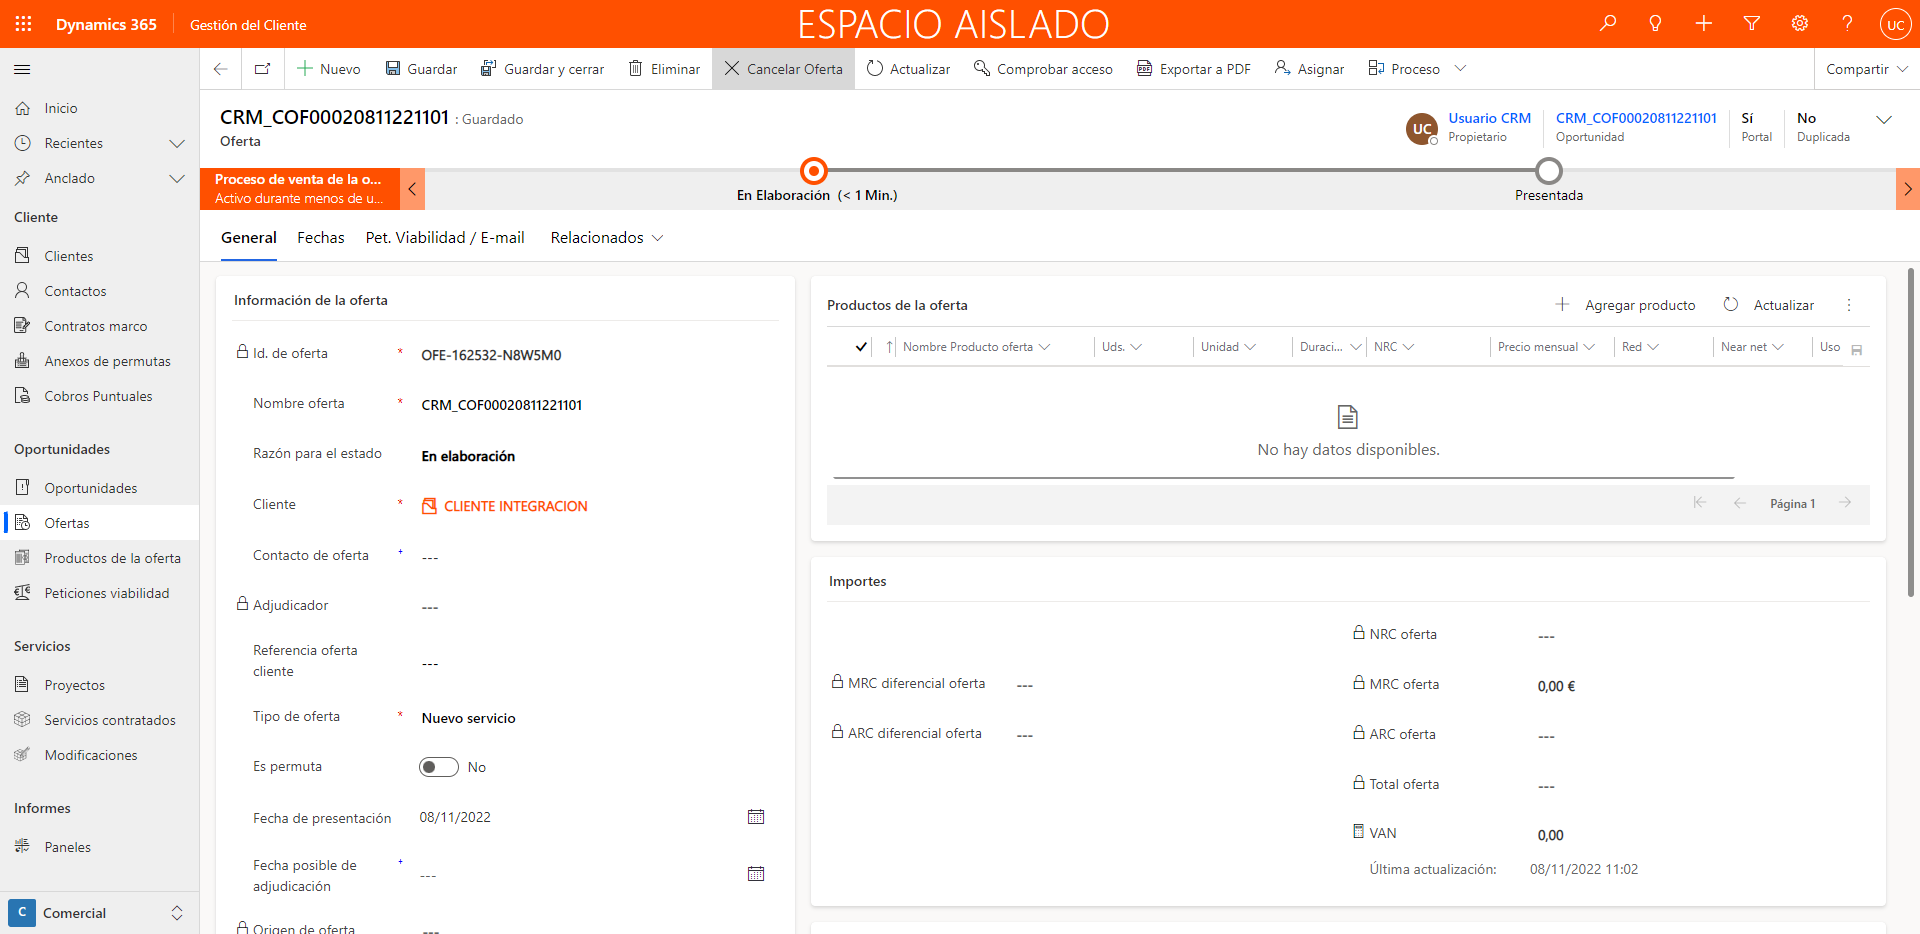 Dynamics 365
Gestión del Cliente
ESPACIO AISLADO
UC
Nuevo
Guardar
Guardar y cerrar
Eliminar
Cancelar Oferta
Actualizar
Comprobar acceso
Exportar a PDF
Asignar
Proceso
Compartir
Inicio
Recientes
Anclado
Cliente
Clientes
Contactos
Contratos marco
Anexos de permutas
Cobros Puntuales
Oportunidades
Oportunidades
Ofertas
Productos de la oferta
Peticiones viabilidad
Servicios
Proyectos
Servicios contratados
Modificaciones
Informes
Paneles
C Comercial
CRM_COF00020811221101 : Guardado
Oferta
UC
Usuario CRM
Propietario
CRM_COF00020811221101
Oportunidad
Sí
Portal
No
Duplicada
Proceso de venta de la o...
Activo durante menos de u...
En Elaboración (< 1 Min.)
Presentada
General
Fechas
Pet. Viabilidad / E-mail
Relacionados
Información de la oferta
Id. de oferta * OFE-162532-N8W5M0
Nombre oferta * CRM_COF00020811221101
Razón para el estado En elaboración
Cliente * CLIENTE INTEGRACION
Contacto de oferta + ---
Adjudicador ---
Referencia oferta
cliente ---
Tipo de oferta * Nuevo servicio
Es permuta No
Fecha de presentación 08/11/2022
Fecha posible de
adjudicación + ---
Origen de oferta ---
Productos de la oferta
Agregar producto
Actualizar
Nombre Producto oferta
Uds.
Unidad
Duraci...
NRC
Precio mensual
Red
Near net
Uso
No hay datos disponibles.
Página 1
Importes
NRC oferta ---
MRC diferencial oferta ---
MRC oferta 0,00 €
ARC diferencial oferta ---
ARC oferta ---
Total oferta ---
VAN 0,00
Última actualización: 08/11/2022 11:02